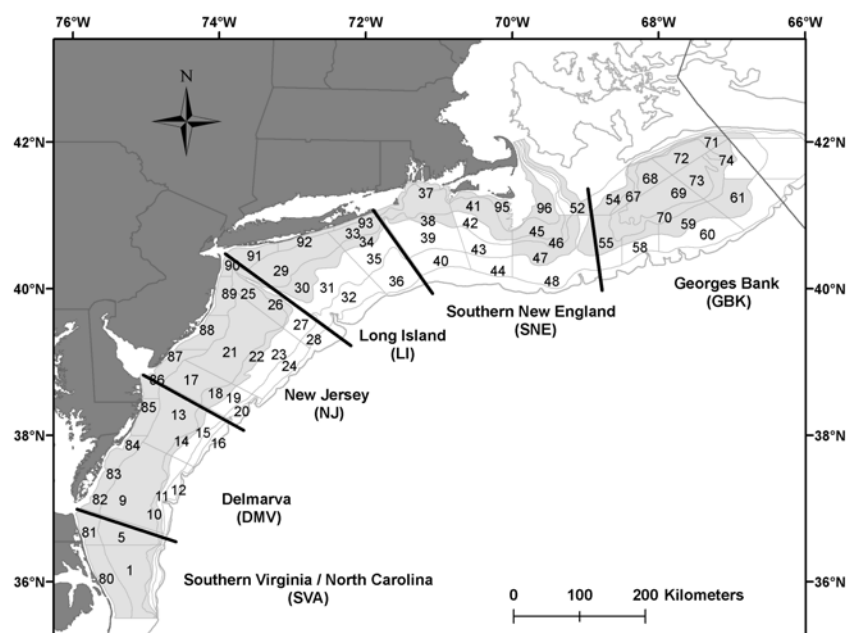 76°W 74°W 72°W 70°W 68°W 66°W
N
42°N 42°N
40°N 40°N
38°N 38°N
36°N 36°N
71
72 74
68 73
37 54 67 69 61
41 95 96 52
93 38 42 45 70 59
92 33 34 39 46 55 58 60
91 35 43 47
90 29 40 44 48
89 25 30 31 36
26 32
88 27
28
87 21 22 23
24
86 17
18 19
85 13 20
14 15
84 16
83
82 9 11 12
10
81 5
80 1
Georges Bank
(GBK)
Southern New England
(SNE)
Long Island
(LI)
New Jersey
(NJ)
Delmarva
(DMV)
Southern Virginia / North Carolina
(SVA)
0 100 200 Kilometers